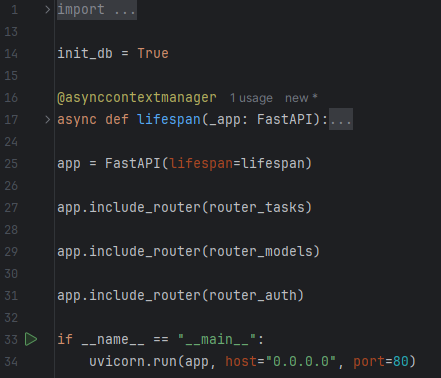 1 import ...
13
14 init_db = True
15
16 @asynccontextmanager 1 usage new *
17 async def lifespan(_app: FastAPI):...
24
25 app = FastAPI(lifespan=lifespan)
26
27 app.include_router(router_tasks)
28
29 app.include_router(router_models)
30
31 app.include_router(router_auth)
32
33 if __name__ == "__main__":
34 uvicorn.run(app, host="0.0.0.0", port=80)